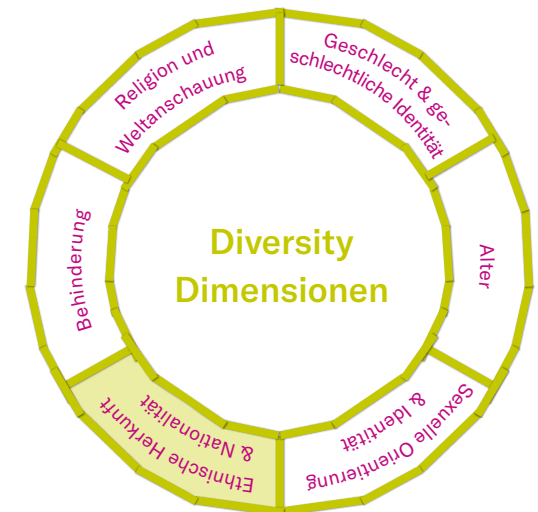 Diversity
Dimensionen
Geschlecht & ge-
schlechtliche Identität
Alter
Sexuelle Orientierung
& Identität
Ethnische Herkunft
& Nationalität
Behinderung
Religion und
Weltanschauung